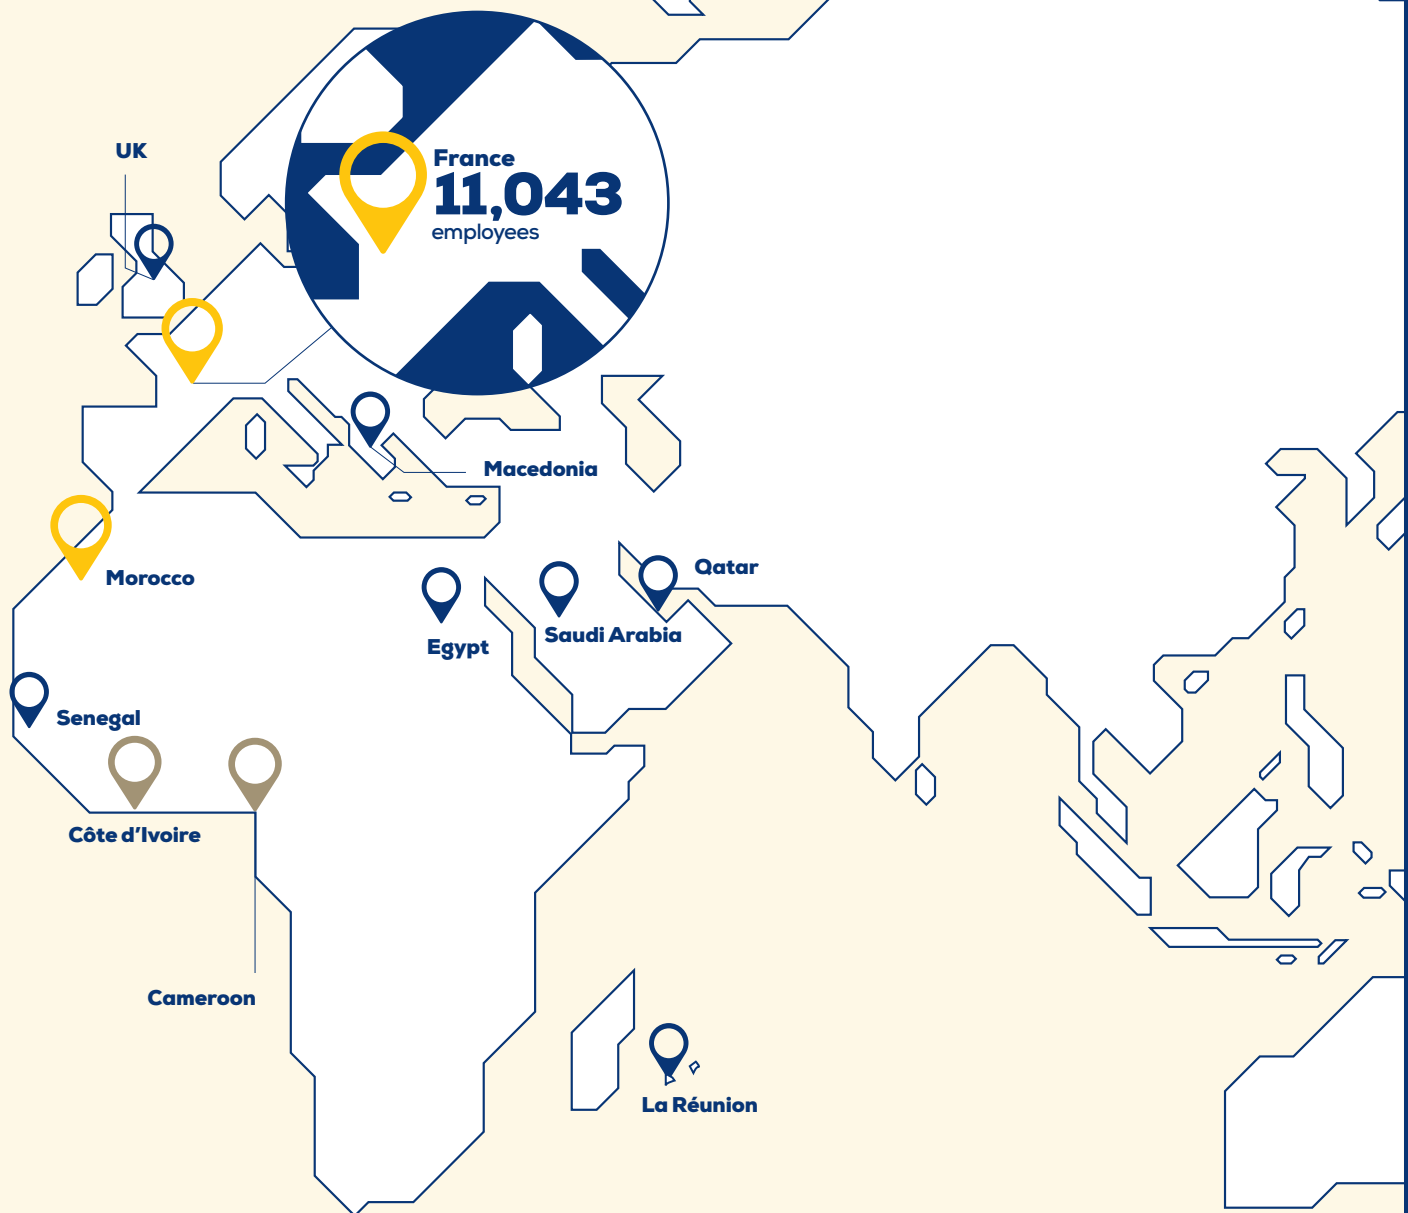 UK
France
11,043
employees
Macedonia
Morocco
Qatar
Saudi Arabia
Egypt
Senegal
Côte d'Ivoire
Cameroon
La Réunion